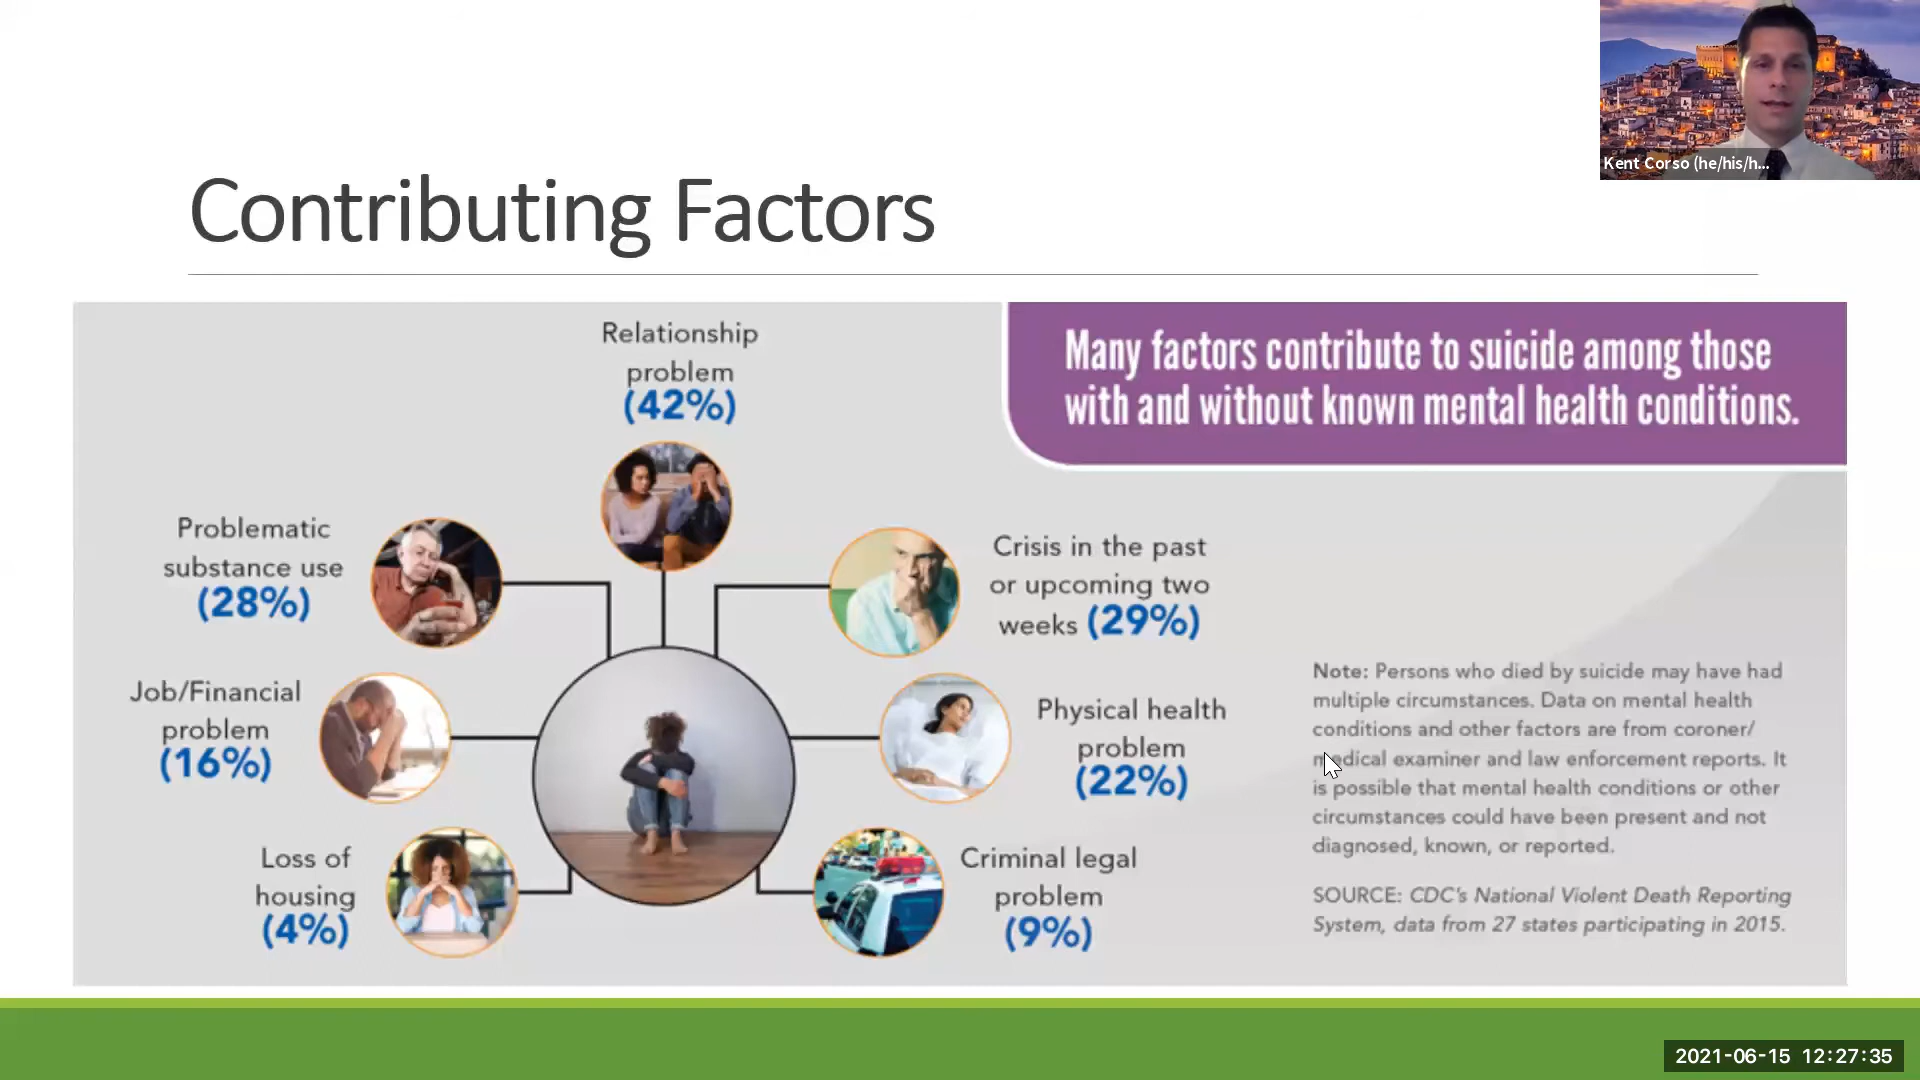 Kent Corso (he/his/h...
Contributing Factors
Many factors contribute to suicide among those
with and without known mental health conditions.
Relationship
problem
(42%)
Problematic
substance use
(28%)
Crisis in the past
or upcoming two
weeks (29%)
Job/Financial
problem
(16%)
Physical health
problem
(22%)
Loss of
housing
(4%)
Criminal legal
problem
(9%)
Note: Persons who died by suicide may have had
multiple circumstances. Data on mental health
conditions and other factors are from coroner/
medical examiner and law enforcement reports. It
is possible that mental health conditions or other
circumstances could have been present and not
diagnosed, known, or reported.
SOURCE: CDC's National Violent Death Reporting
System, data from 27 states participating in 2015.
2021-06-15 12:27:35